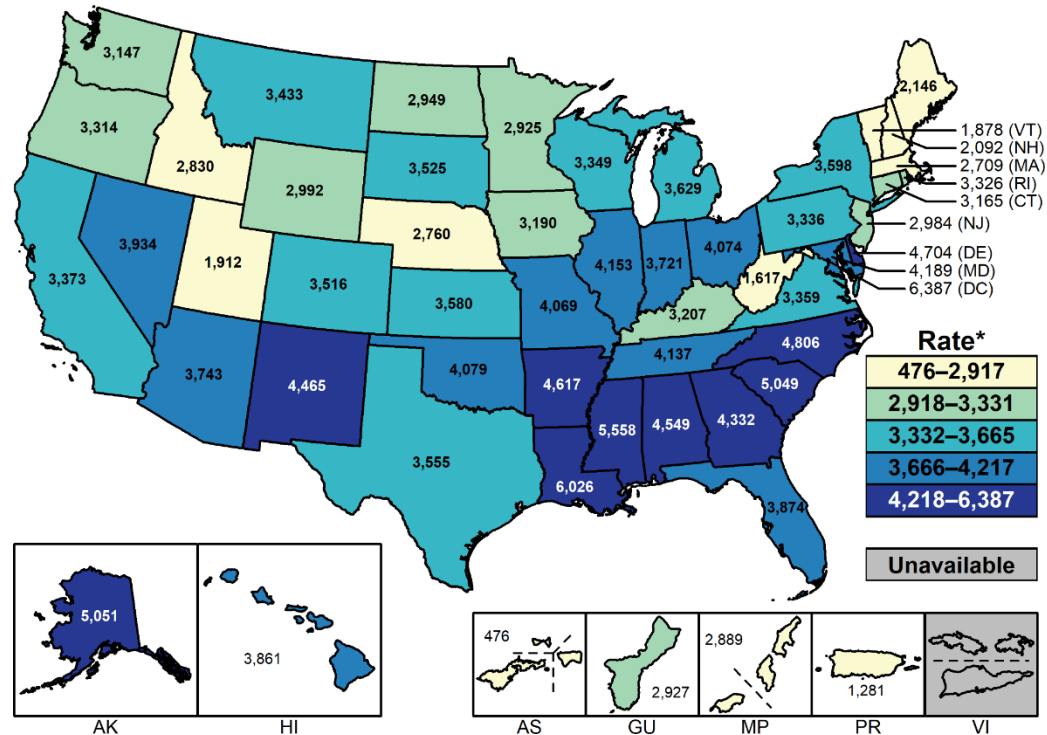 3,147
3,433
2,949
2,925
2,146
3,314
2,830
2,992
3,525
3,349
3,629
3,598
1,878 (VT)
2,092 (NH)
2,709 (MA)
3,326 (RI)
3,165 (CT)
2,984 (NJ)
3,934
1,912
2,760
3,190
3,336
3,373
3,516
3,580
4,153
3,721
4,074
1,617
4,704 (DE)
4,189 (MD)
6,387 (DC)
4,069
3,207
3,359
3,743
4,465
4,079
4,617
4,137
4,806
5,049
3,555
6,026
5,558
4,549
4,332
3,874
Rate*
476–2,917
2,918–3,331
3,332–3,665
3,666–4,217
4,218–6,387
Unavailable
5,051
AK
3,861
HI
476
AS
2,927
GU
2,889
MP
1,281
PR
VI